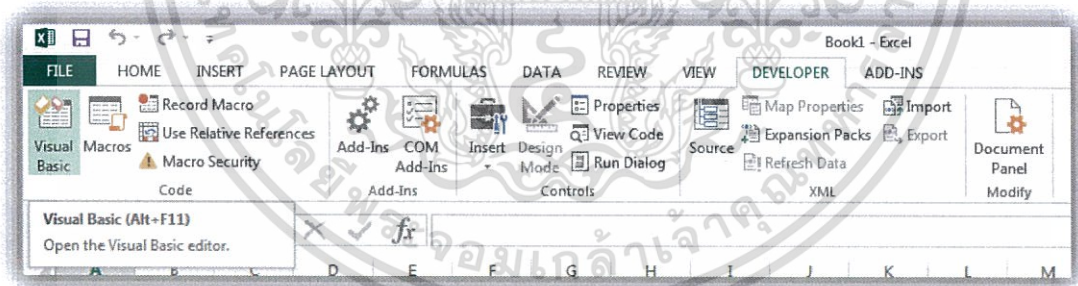 Book1 - Excel
FILE HOME INSERT PAGE LAYOUT FORMULAS DATA REVIEW VIEW DEVELOPER ADD-INS
Visual Basic
Macros
Record Macro
Use Relative References
Macro Security
Code
Add-Ins
COM Add-Ins
Add-Ins
Insert
Design Mode
Properties
View Code
Run Dialog
Controls
Source
Map Properties
Expansion Packs
Refresh Data
Import
Export
XML
Document Panel
Modify
Visual Basic (Alt+F11)
Open the Visual Basic editor.
fx
A B C D E F G H I J K L M